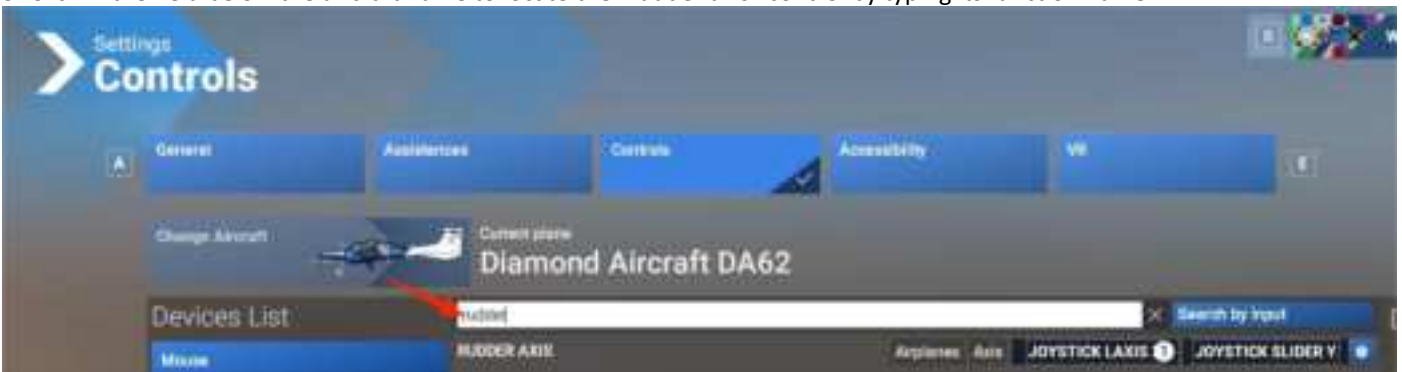 Settings
Controls
General
Assistances
Controls
Accessibility
VR
A
E
Change Aircraft
Current plane
Diamond Aircraft DA62
Devices List
rudder
Search by input
Mouse
RUDDER AXIS
Airplanes
Axis
JOYSTICK L AXIS
JOYSTICK SLIDER Y